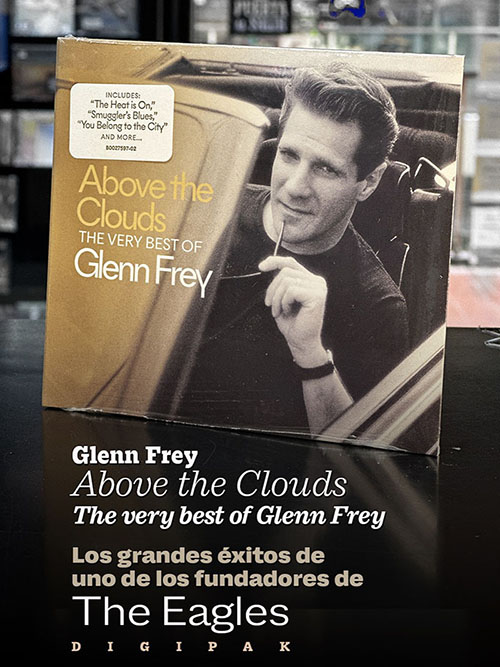 INCLUDES:
"The Heat is On,"
"Smuggler's Blues,"
"You Belong to the City"
AND MORE...
B0027597-02
Above the
Clouds
THE VERY BEST OF
Glenn Frey
Glenn Frey
Above the Clouds
The very best of Glenn Frey
Los grandes éxitos de
uno de los fundadores de
The Eagles
DIGIPAK